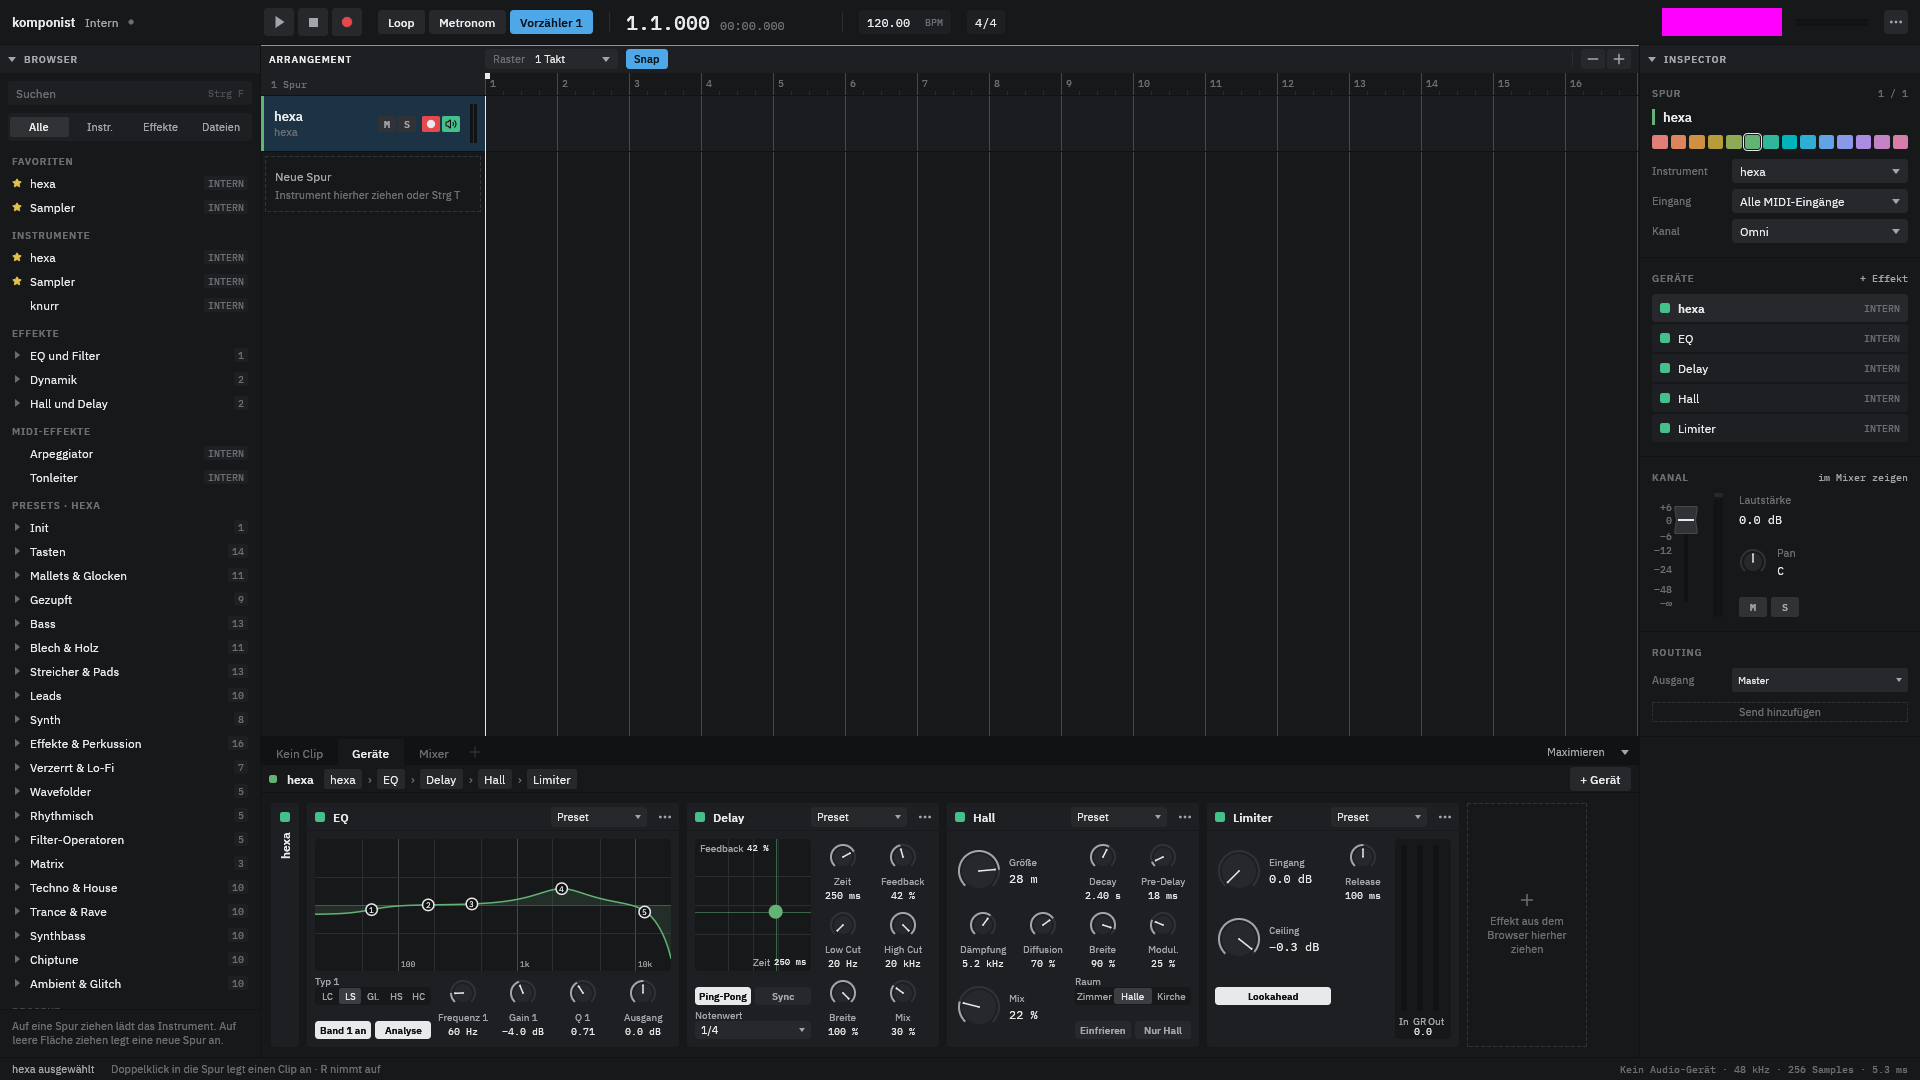 komponist Intern
Loop Metronom Vorzähler 1
1.1.000 00:00.000
120.00 BPM 4/4
BROWSER
Suchen Strg F
Alle Instr. Effekte Dateien
FAVORITEN
hexa INTERN
Sampler INTERN
INSTRUMENTE
hexa INTERN
Sampler INTERN
knurr INTERN
EFFEKTE
EQ und Filter 1
Dynamik 2
Hall und Delay 2
MIDI-EFFEKTE
Arpeggiator INTERN
Tonleiter INTERN
PRESETS · HEXA
Init 1
Tasten 14
Mallets & Glocken 11
Gezupft 9
Bass 13
Blech & Holz 11
Streicher & Pads 13
Leads 10
Synth 8
Effekte & Perkussion 16
Verzerrt & Lo-Fi 7
Wavefolder 5
Rhythmisch 5
Filter-Operatoren 5
Matrix 3
Techno & House 10
Trance & Rave 10
Synthbass 10
Chiptune 10
Ambient & Glitch 10
Auf eine Spur ziehen lädt das Instrument. Auf
leere Fläche ziehen legt eine neue Spur an.
ARRANGEMENT
Raster 1 Takt Snap
1 Spur
1 2 3 4 5 6 7 8 9 10 11 12 13 14 15 16
hexa
hexa
M S
Neue Spur
Instrument hierher ziehen oder Strg T
Kein Clip Geräte Mixer
Maximieren
hexa hexa › EQ › Delay › Hall › Limiter
+ Gerät
hexa
EQ Preset
1 2 3 4 5
100 1k 10k
Typ 1
LC LS GL HS HC
Band 1 an Analyse
Frequenz 1 Gain 1 Q 1 Ausgang
60 Hz −4.0 dB 0.71 0.0 dB
Delay Preset
Feedback 42 %
Zeit 250 ms
Ping-Pong Sync
Notenwert
1/4
Zeit Feedback
250 ms 42 %
Low Cut High Cut
20 Hz 20 kHz
Breite Mix
100 % 30 %
Hall Preset
Größe
28 m
Decay Pre-Delay
2.40 s 18 ms
Dämpfung Diffusion Breite Modul.
5.2 kHz 70 % 90 % 25 %
Mix
22 %
Raum
Zimmer Halle Kirche
Einfrieren Nur Hall
Limiter Preset
Eingang
0.0 dB
Release
100 ms
Ceiling
−0.3 dB
Lookahead
In GR Out
0.0
Effekt aus dem
Browser hierher
ziehen
INSPECTOR
SPUR 1 / 1
hexa
Instrument hexa
Eingang Alle MIDI-Eingänge
Kanal Omni
GERÄTE + Effekt
hexa INTERN
EQ INTERN
Delay INTERN
Hall INTERN
Limiter INTERN
KANAL im Mixer zeigen
+6
0
−6
−12
−24
−48
−∞
Lautstärke
0.0 dB
Pan
C
M S
ROUTING
Ausgang Master
Send hinzufügen
hexa ausgewählt Doppelklick in die Spur legt einen Clip an · R nimmt auf
Kein Audio-Gerät · 48 kHz · 256 Samples · 5.3 ms